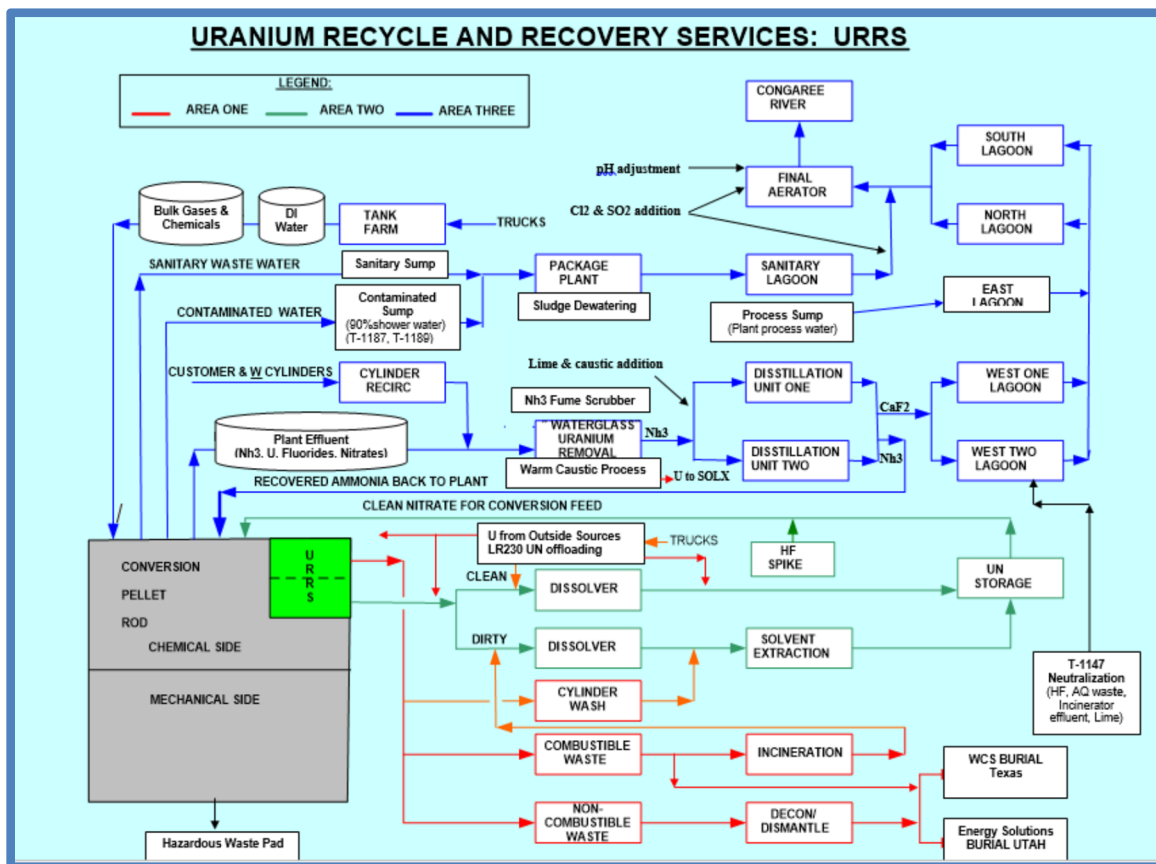 URANIUM RECYCLE AND RECOVERY SERVICES: URRS
LEGEND:
AREA ONE
AREA TWO
AREA THREE
CONGAREE
RIVER
SOUTH
LAGOON
pH adjustment
FINAL
AERATOR
Cl2 & SO2 addition
NORTH
LAGOON
Bulk Gases &
Chemicals
DI
Water
TANK
FARM
TRUCKS
SANITARY WASTE WATER
Sanitary Sump
PACKAGE
PLANT
Sludge Dewatering
SANITARY
LAGOON
EAST
LAGOON
CONTAMINATED WATER
Contaminated
Sump
(90%shower water)
(T-1187, T-1189)
Process Sump
(Plant process water)
CUSTOMER & W CYLINDERS
CYLINDER
RECIRC
Lime & caustic addition
DISSTILLATION
UNIT ONE
WEST ONE
LAGOON
Nh3 Fume Scrubber
CaF2
Plant Effluent
(Nh3, U, Fluorides, Nitrates)
WATERGLASS
URANIUM
REMOVAL
Nh3
DISSTILLATION
UNIT TWO
Nh3
WEST TWO
LAGOON
Warm Caustic Process
U to SOLX
RECOVERED AMMONIA BACK TO PLANT
CLEAN NITRATE FOR CONVERSION FEED
U from Outside Sources
LR230 UN offloading
TRUCKS
HF
SPIKE
UN
STORAGE
CONVERSION
PELLET
ROD
CHEMICAL SIDE
MECHANICAL SIDE
U
R
R
S
CLEAN
DISSOLVER
DIRTY
DISSOLVER
SOLVENT
EXTRACTION
T-1147
Neutralization
(HF, AQ waste,
Incinerator
effluent, Lime)
CYLINDER
WASH
COMBUSTIBLE
WASTE
INCINERATION
WCS BURIAL
Texas
NON-
COMBUSTIBLE
WASTE
DECON/
DISMANTLE
Energy Solutions
BURIAL UTAH
Hazardous Waste Pad